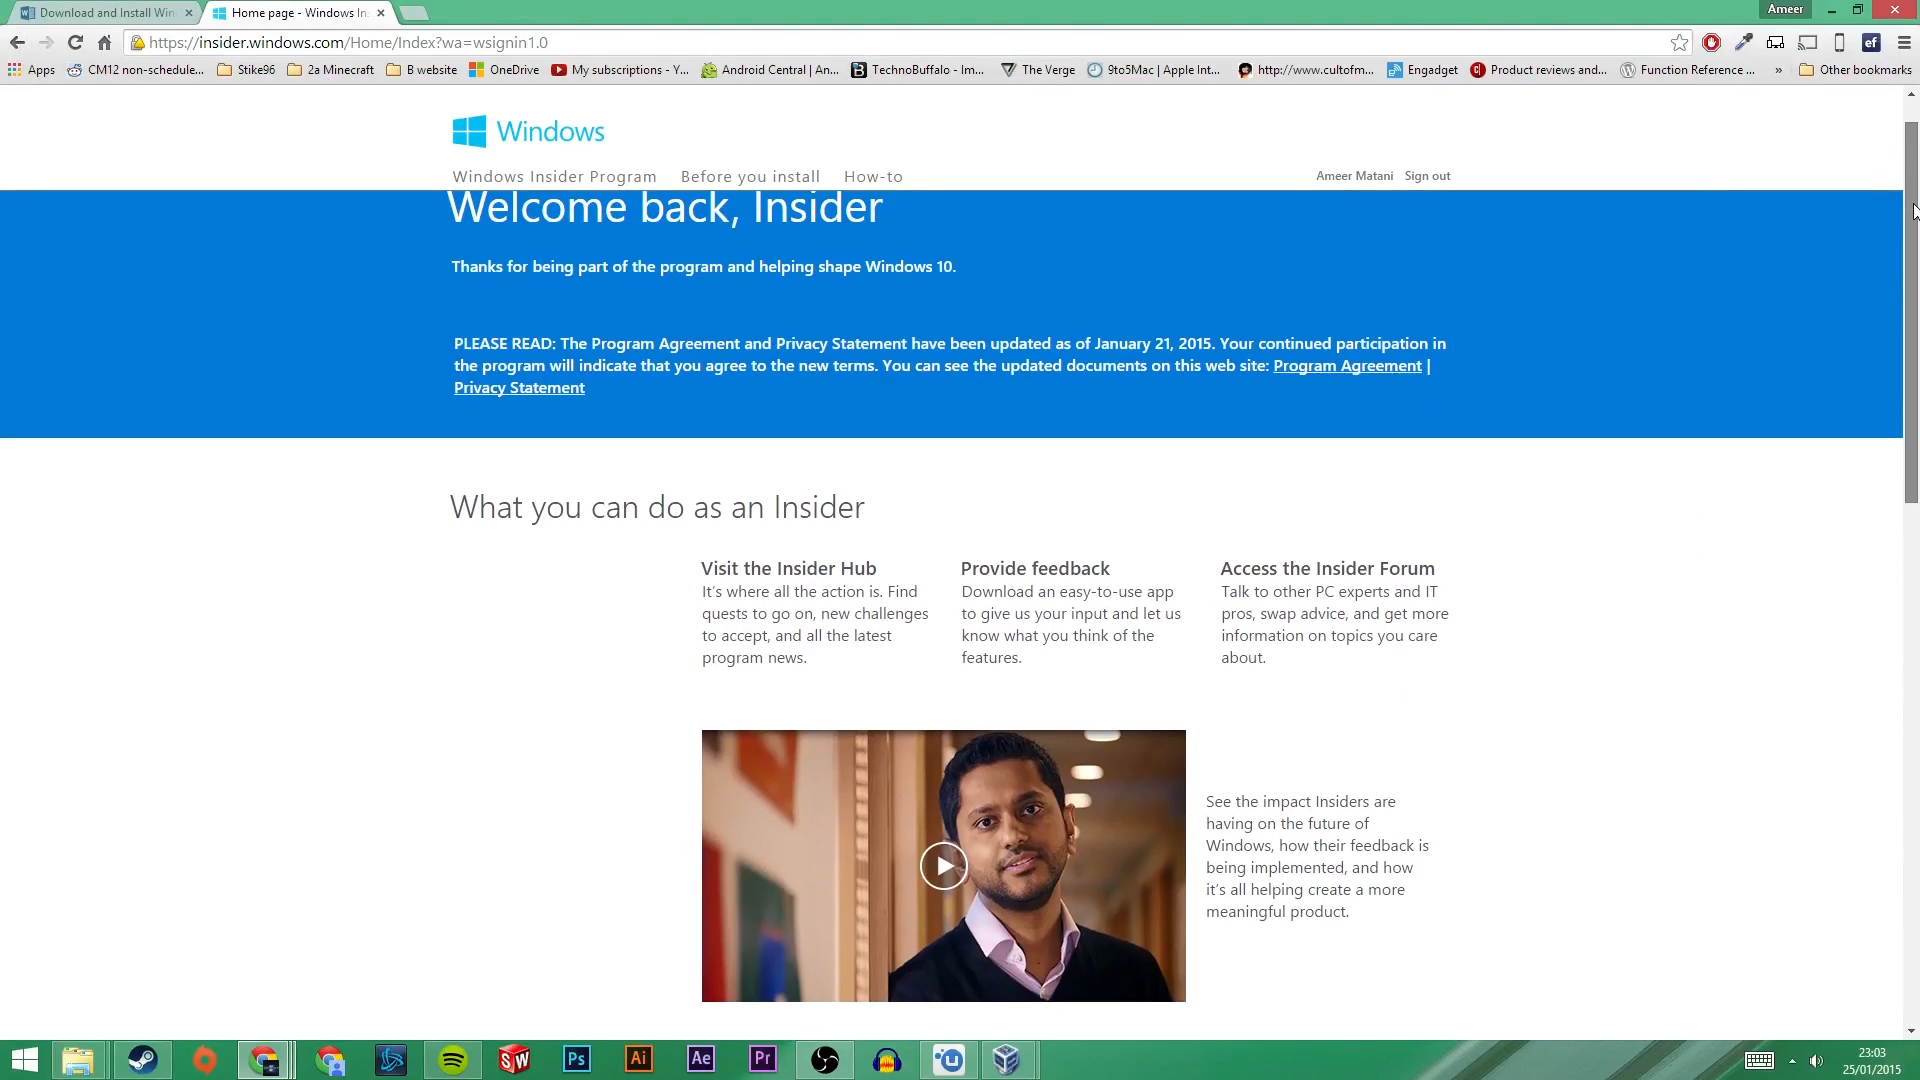 Download and Install Win
Home page - Windows In
Ameer
https://insider.windows.com/Home/Index?wa=wsignin1.0
ef
Apps
CM12 non-schedule...
Stike96
2a Minecraft
B website
OneDrive
My subscriptions - Y...
Android Central | An...
TechnoBuffalo - Im...
The Verge
9to5Mac | Apple Int...
http://www.cultofm...
Engadget
Product reviews and...
Function Reference ...
»
Other bookmarks
Windows
Windows Insider Program
Before you install
How-to
Ameer Matani
Sign out
Welcome back, Insider
Thanks for being part of the program and helping shape Windows 10.
PLEASE READ: The Program Agreement and Privacy Statement have been updated as of January 21, 2015. Your continued participation in
the program will indicate that you agree to the new terms. You can see the updated documents on this web site: Program Agreement |
Privacy Statement
What you can do as an Insider
Visit the Insider Hub
It's where all the action is. Find
quests to go on, new challenges
to accept, and all the latest
program news.
Provide feedback
Download an easy-to-use app
to give us your input and let us
know what you think of the
features.
Access the Insider Forum
Talk to other PC experts and IT
pros, swap advice, and get more
information on topics you care
about.
See the impact Insiders are
having on the future of
Windows, how their feedback is
being implemented, and how
it's all helping create a more
meaningful product.
SW
Ps
Ai
Ae
Pr
23:03
25/01/2015